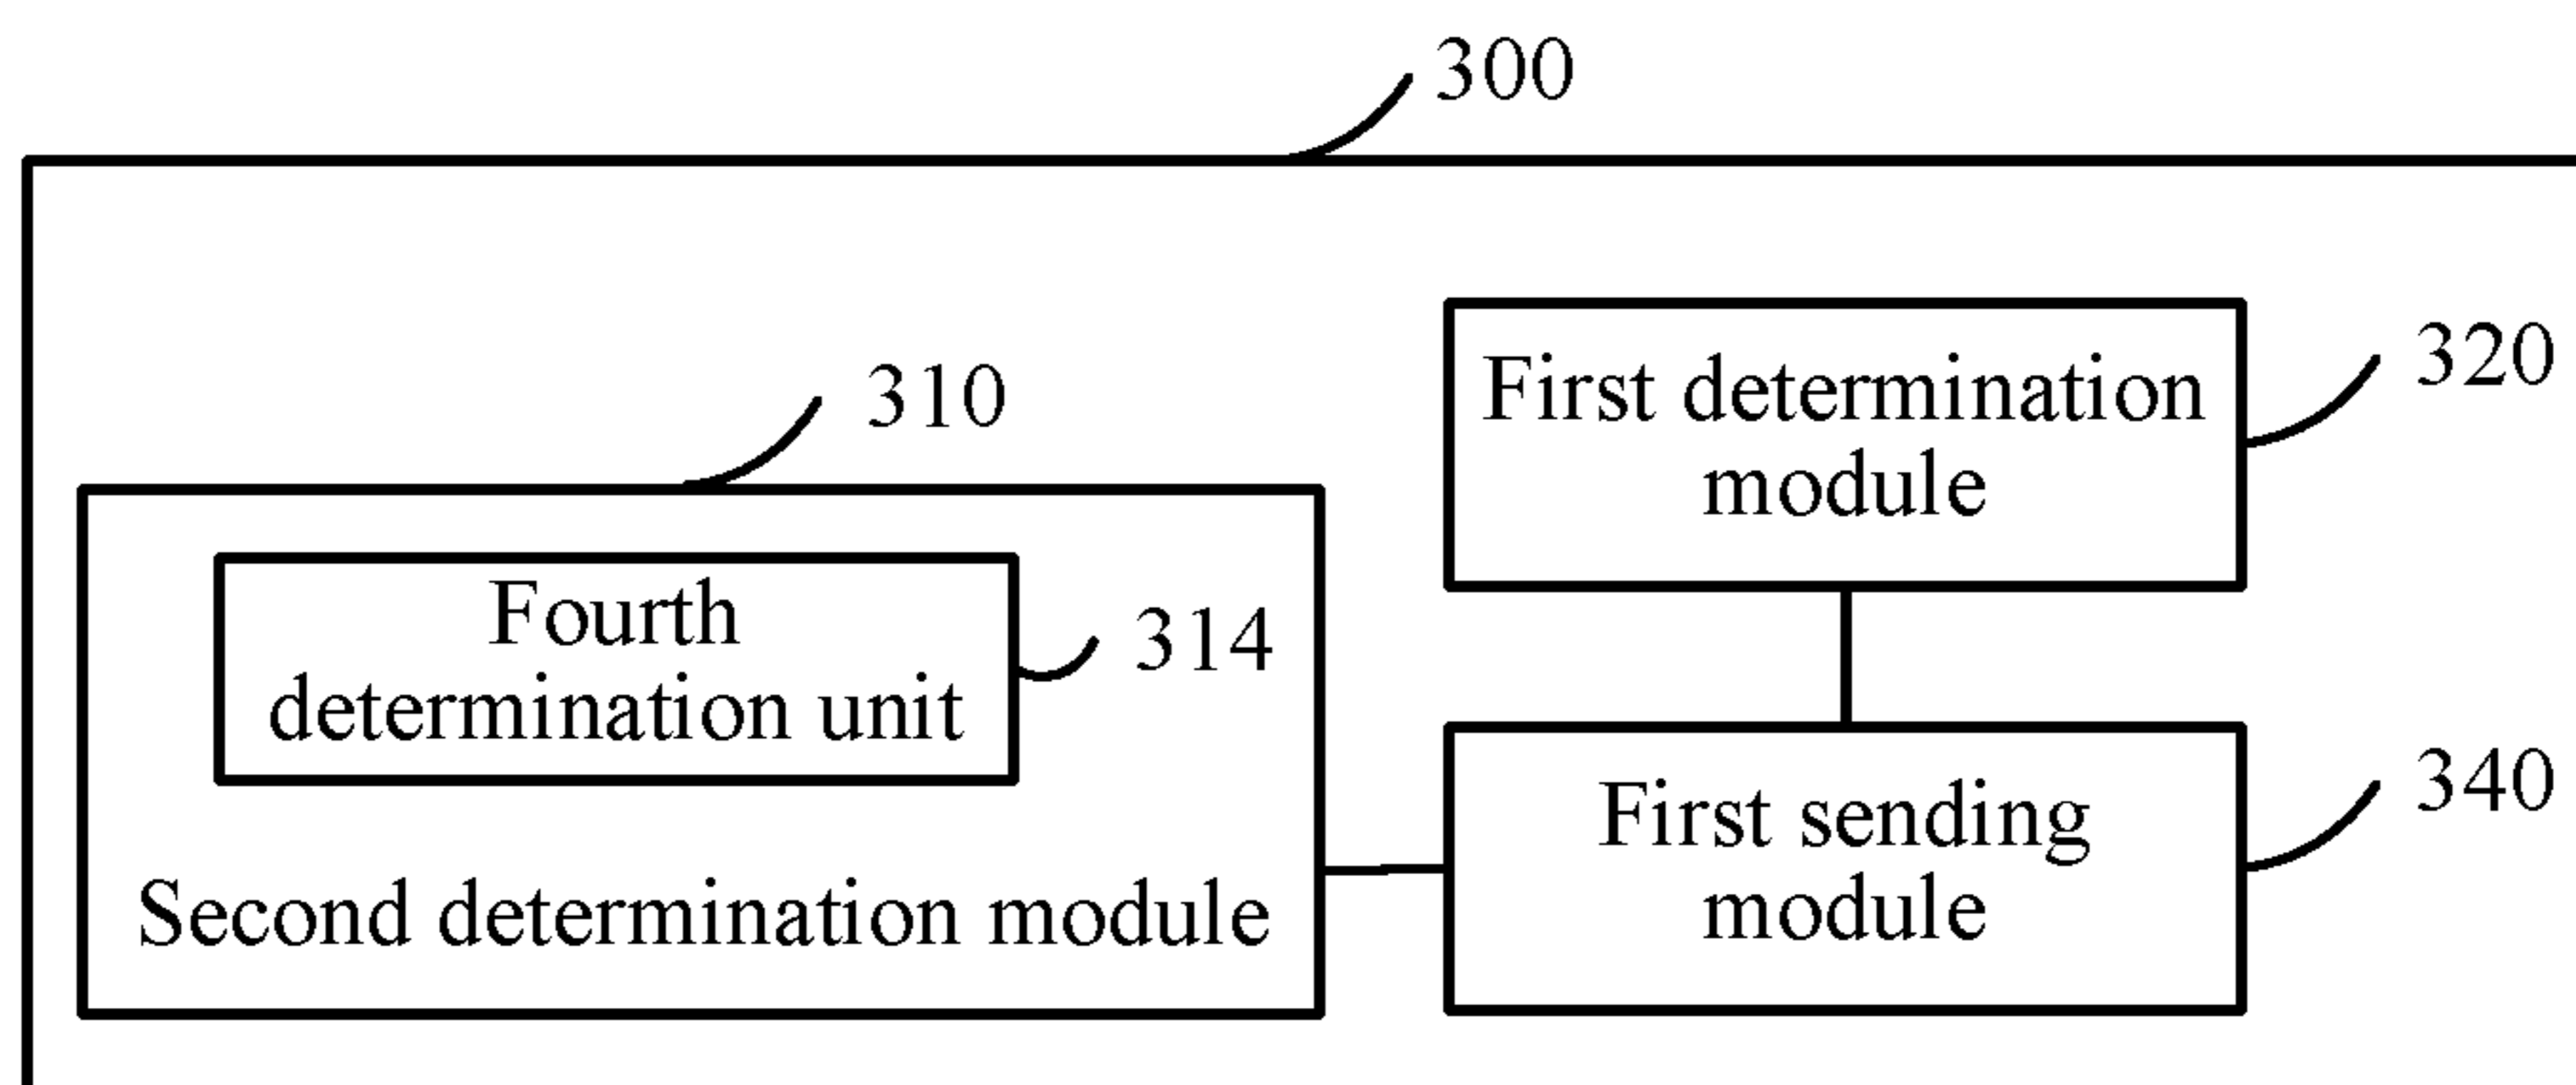 300
320
First determination
module
310
Fourth
determination unit
314
Second determination module
340
First sending
module